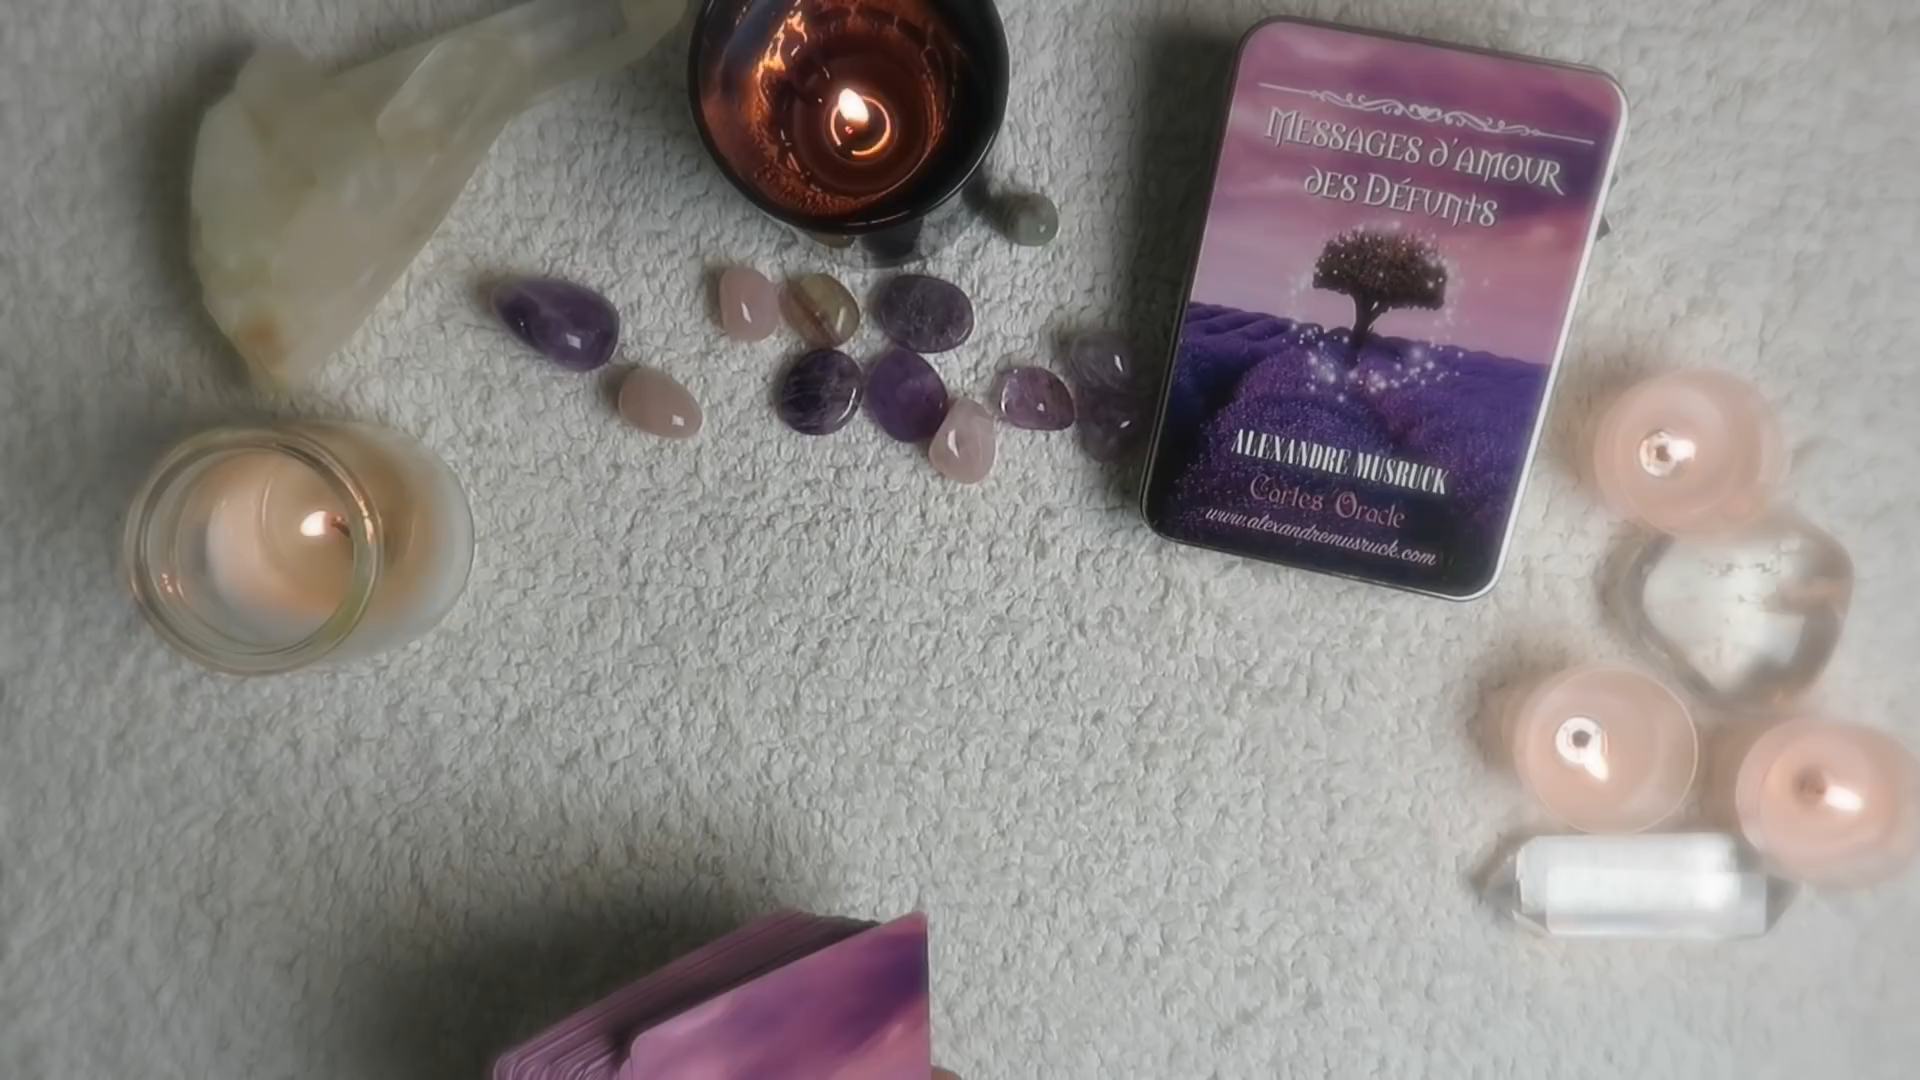 MESSAGES D'AMOUR
DES DÉFUNTS
ALEXANDRE MUSRUCK
Cartes Oracle
www.alexandremusruck.com